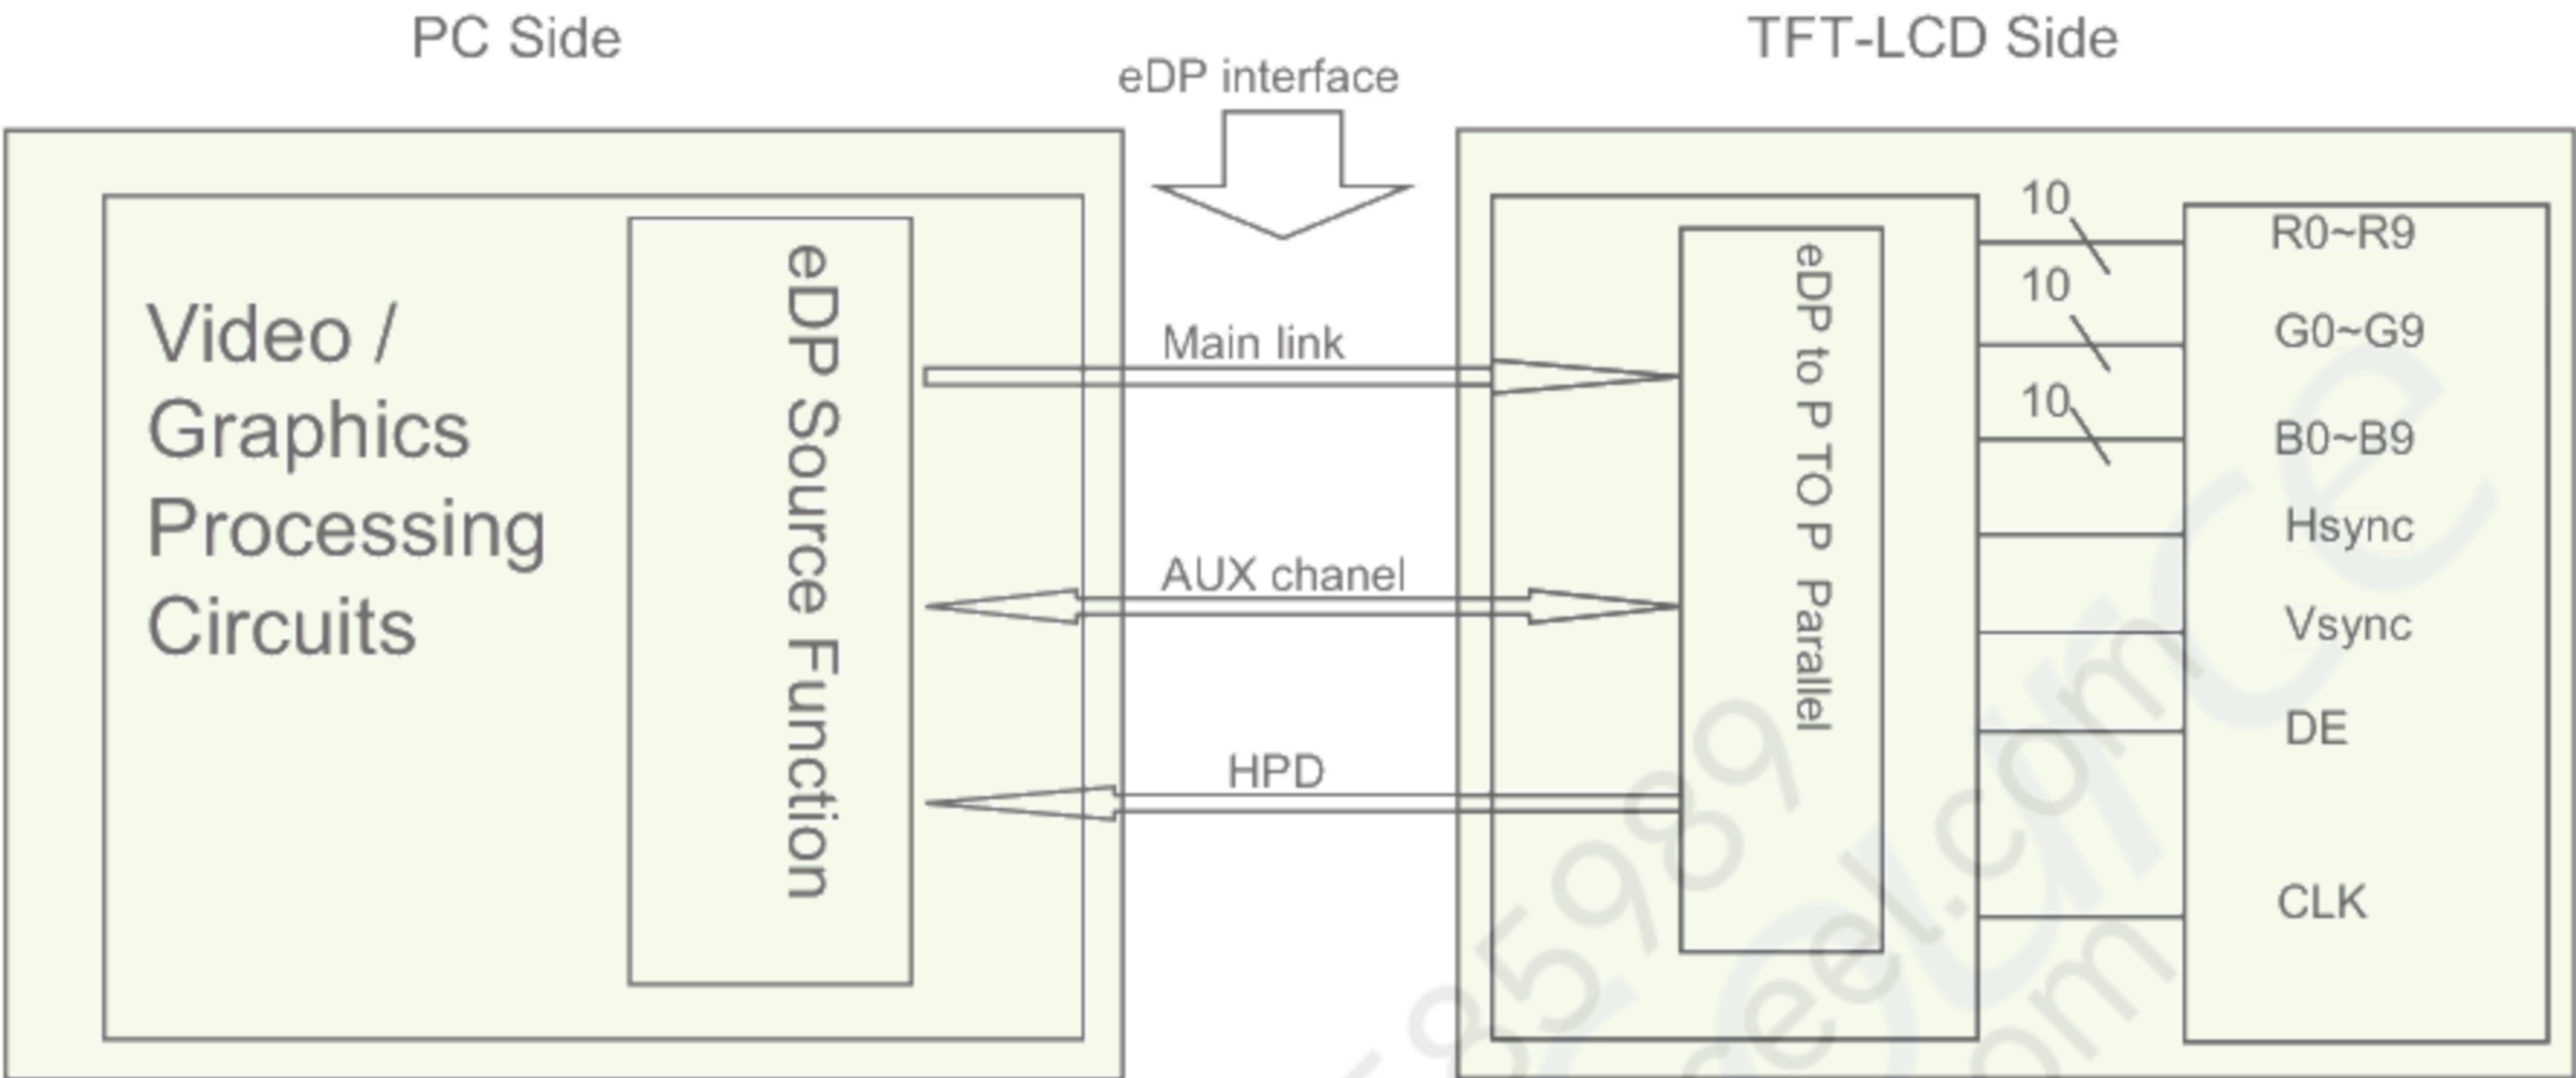 PC Side
TFT-LCD Side
eDP interface
Video /
Graphics
Processing
Circuits
eDP Source Function
Main link
AUX chanel
HPD
eDP to P TO P Parallel
10
R0~R9
10
G0~G9
10
B0~B9
Hsync
Vsync
DE
CLK